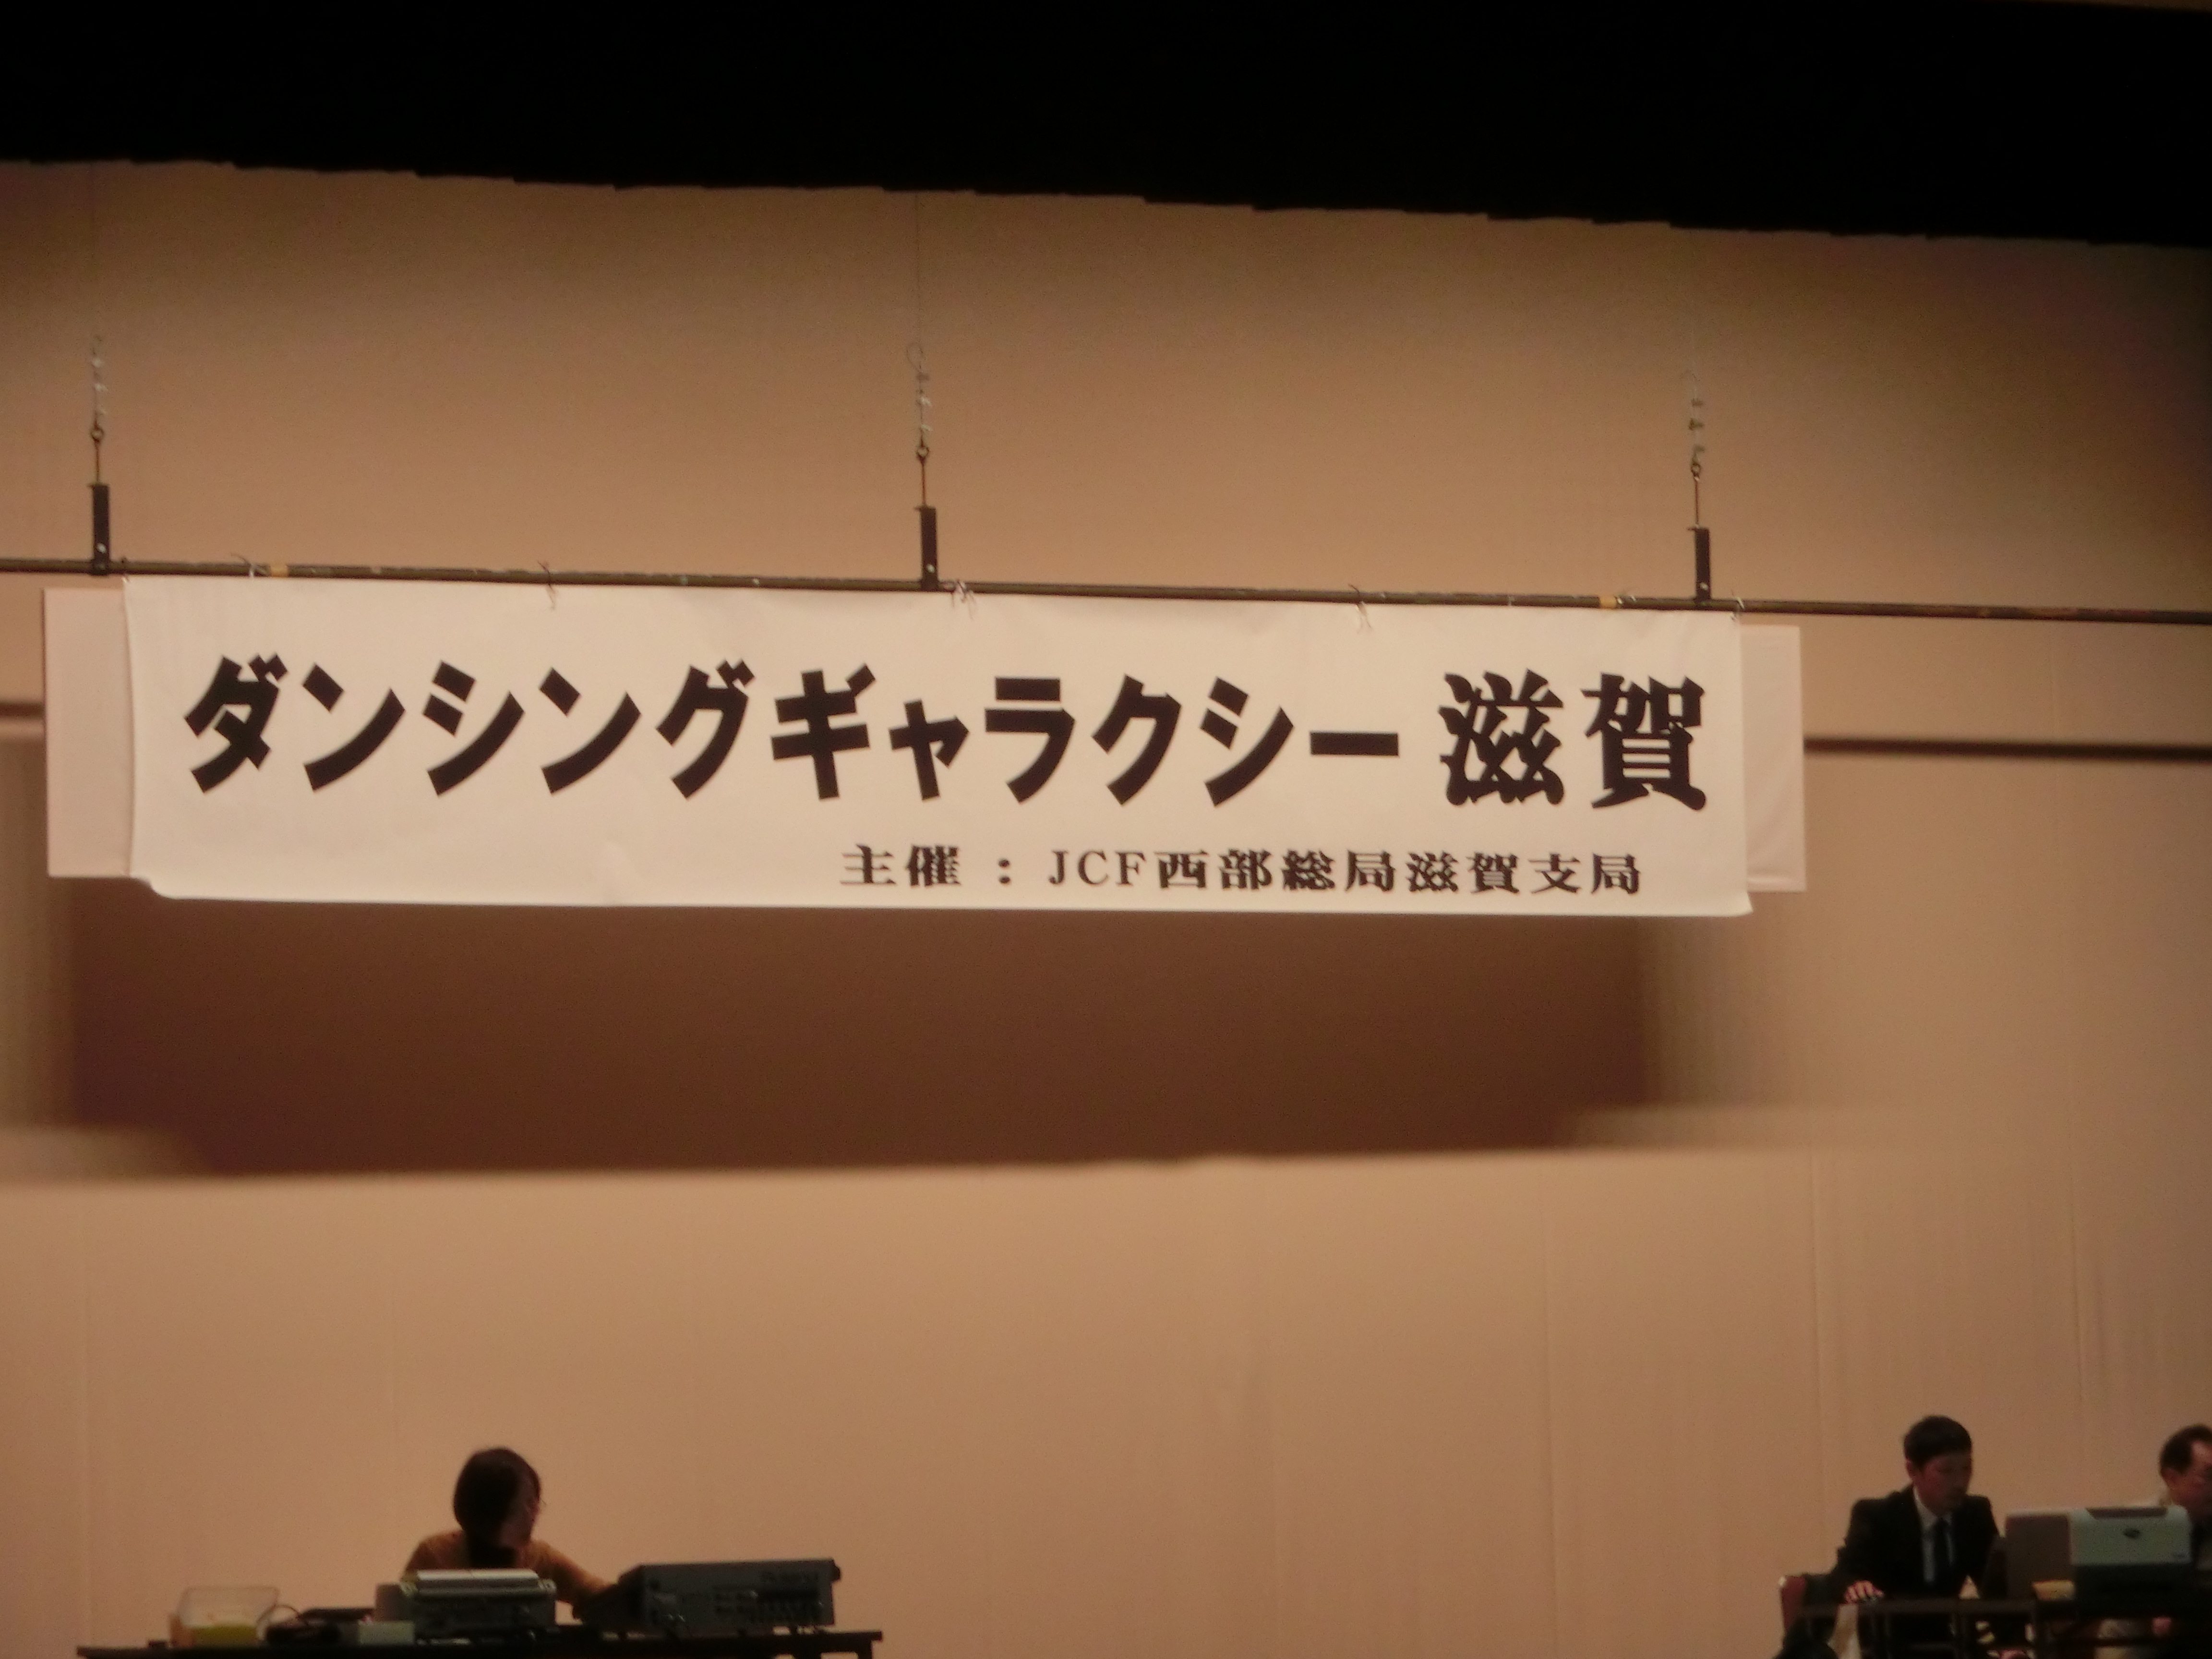 ダンシングギャラクシー 滋賀
主催 : JCF西部総局滋賀支局
Roland